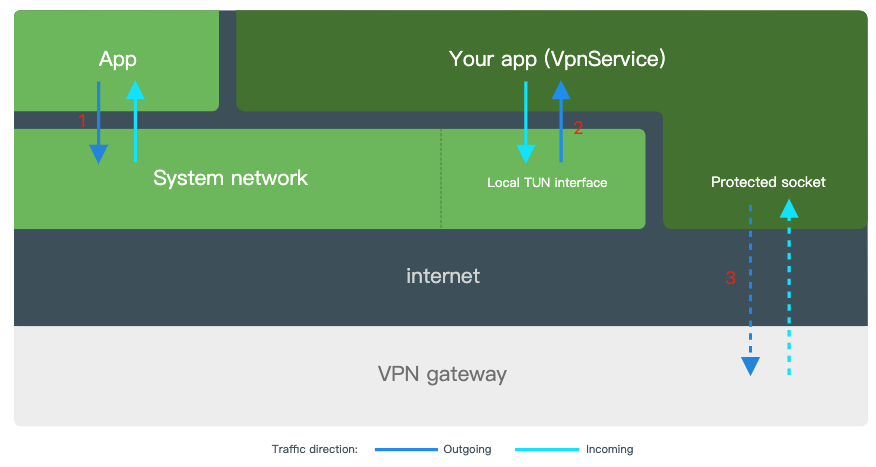 App
Your app (VpnService)
1
2
System network
Local TUN interface
Protected socket
internet
3
VPN gateway
Traffic direction:
Outgoing
Incoming